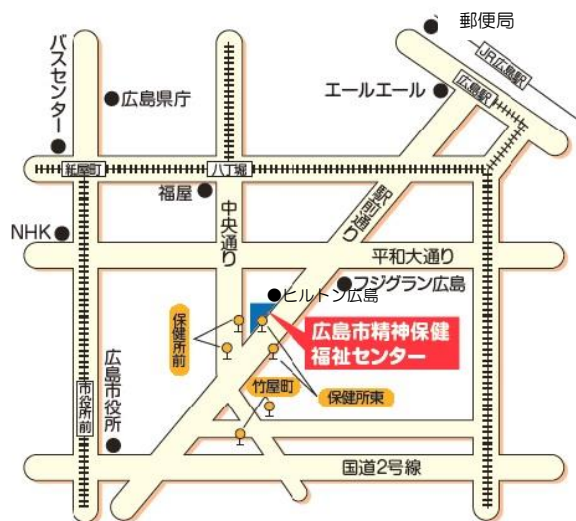 郵便局
JR広島駅
広島駅
エールエール
バスセンター
広島県庁
紙屋町
八丁堀
福屋
駅前通り
中央通り
NHK
平和大通り
フジグラン広島
ヒルトン広島
広島市精神保健
福祉センター
保健所前
保健所東
竹屋町
広島市役所
市役所前
国道2号線